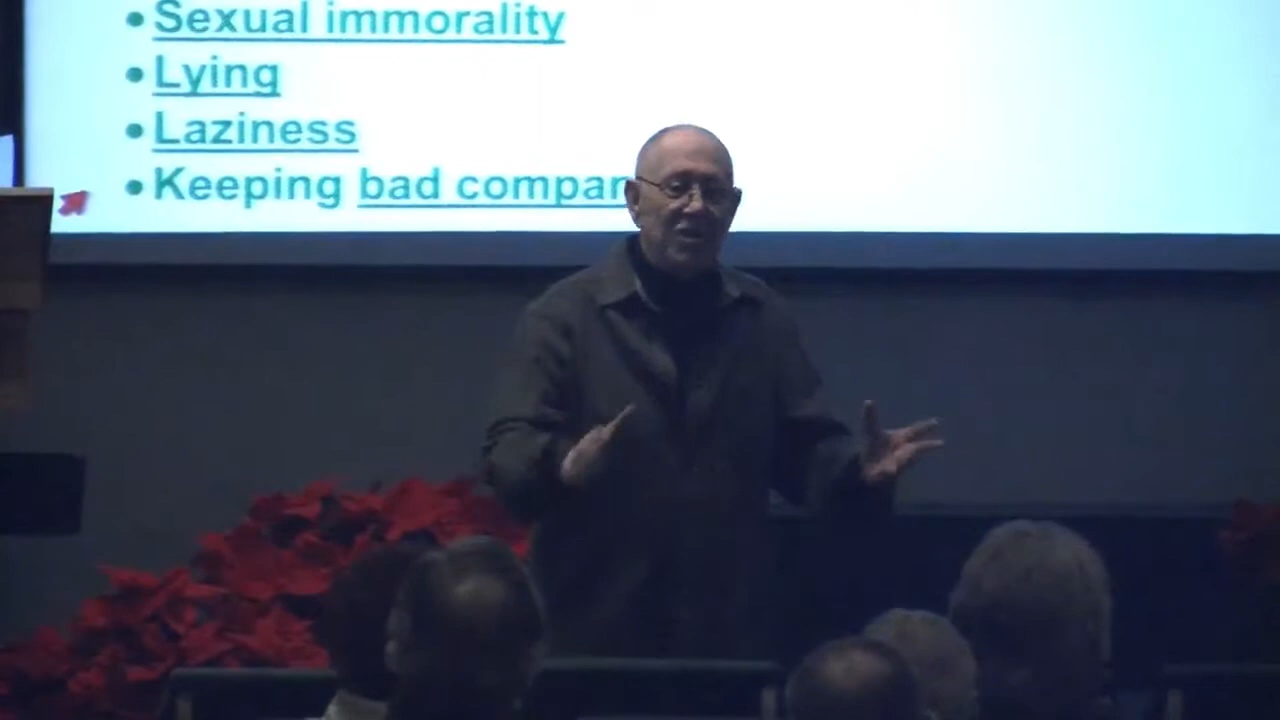 •Sexual immorality
•Lying
•Laziness
•Keeping bad compan